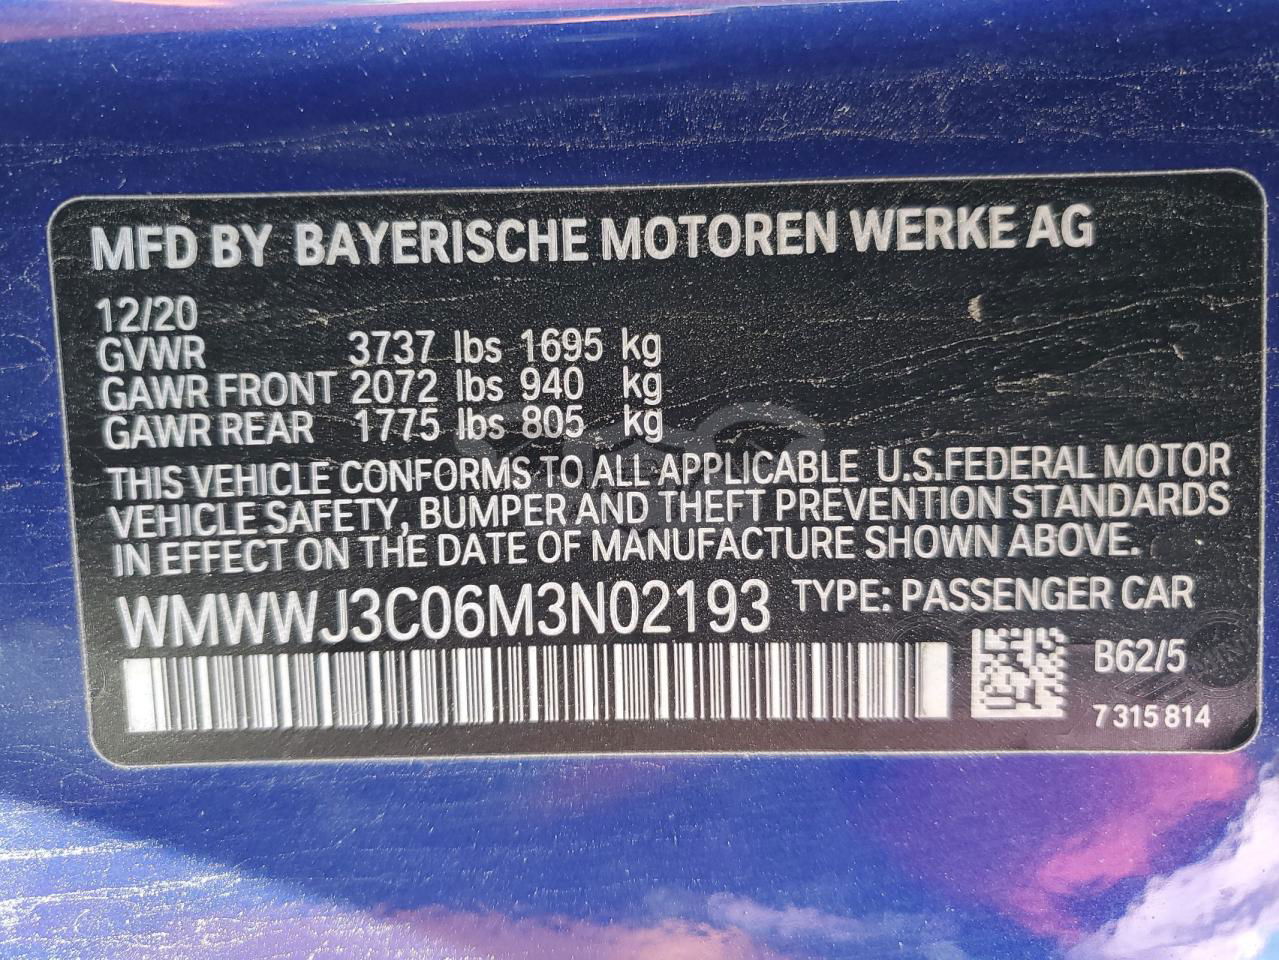 MFD BY BAYERISCHE MOTOREN WERKE AG
12/20
GVWR 3737 lbs 1695 kg
GAWR FRONT 2072 lbs 940 kg
GAWR REAR 1775 lbs 805 kg
THIS VEHICLE CONFORMS TO ALL APPLICABLE U.S.FEDERAL MOTOR
VEHICLE SAFETY, BUMPER AND THEFT PREVENTION STANDARDS
IN EFFECT ON THE DATE OF MANUFACTURE SHOWN ABOVE.
WMWWJ3C06M3N02193 TYPE: PASSENGER CAR
B62/5
7 315 814